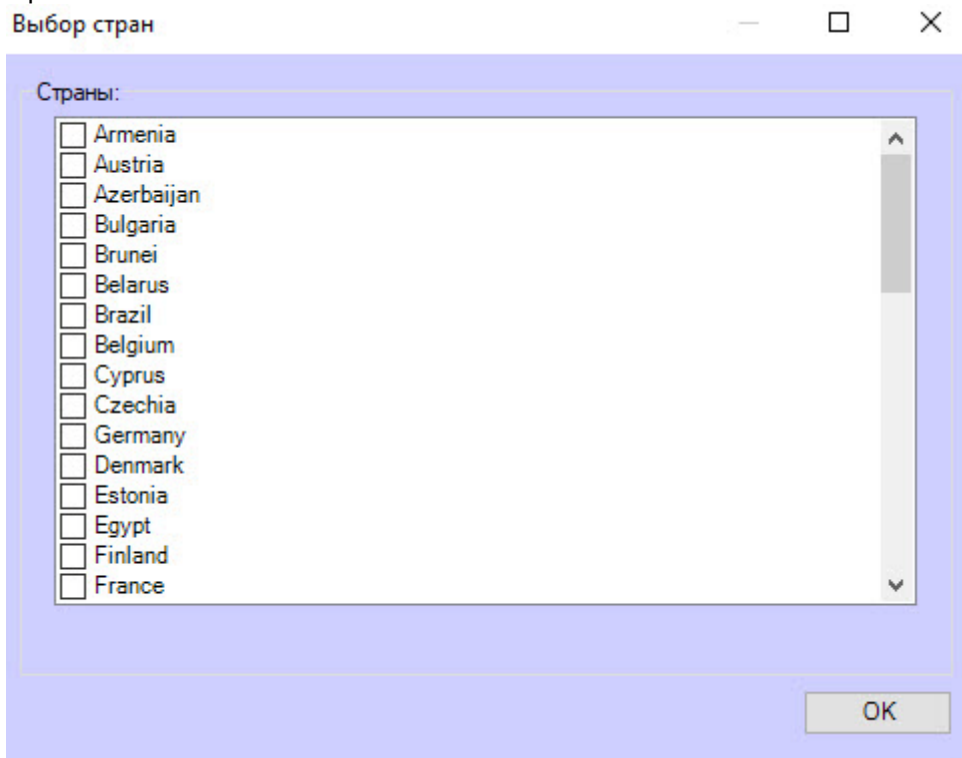 Выбор стран
Страны:
Armenia
Austria
Azerbaijan
Bulgaria
Brunei
Belarus
Brazil
Belgium
Cyprus
Czechia
Germany
Denmark
Estonia
Egypt
Finland
France
OK